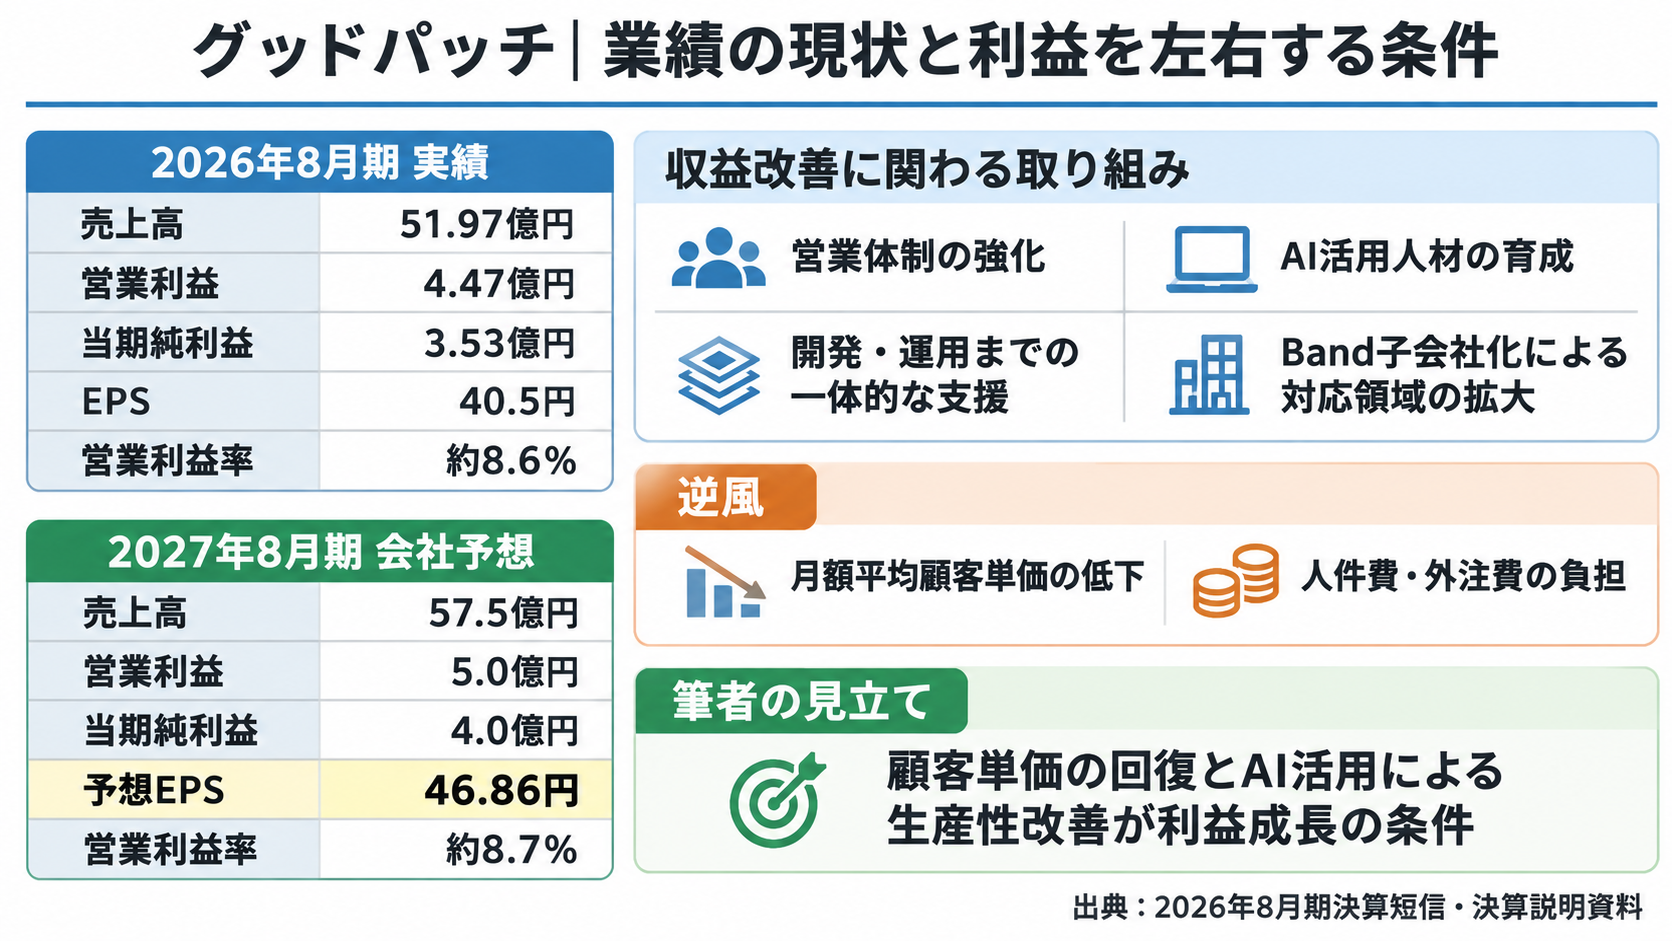 グッドパッチ｜業績の現状と利益を左右する条件
2026年8月期 実績
売上高 51.97億円
営業利益 4.47億円
当期純利益 3.53億円
EPS 40.5円
営業利益率 約8.6%
2027年8月期 会社予想
売上高 57.5億円
営業利益 5.0億円
当期純利益 4.0億円
予想EPS 46.86円
営業利益率 約8.7%
収益改善に関わる取り組み
営業体制の強化
AI活用人材の育成
開発・運用までの
一体的な支援
Band子会社化による
対応領域の拡大
逆風
月額平均顧客単価の低下
人件費・外注費の負担
筆者の見立て
顧客単価の回復とAI活用による
生産性改善が利益成長の条件
出典：2026年8月期決算短信・決算説明資料